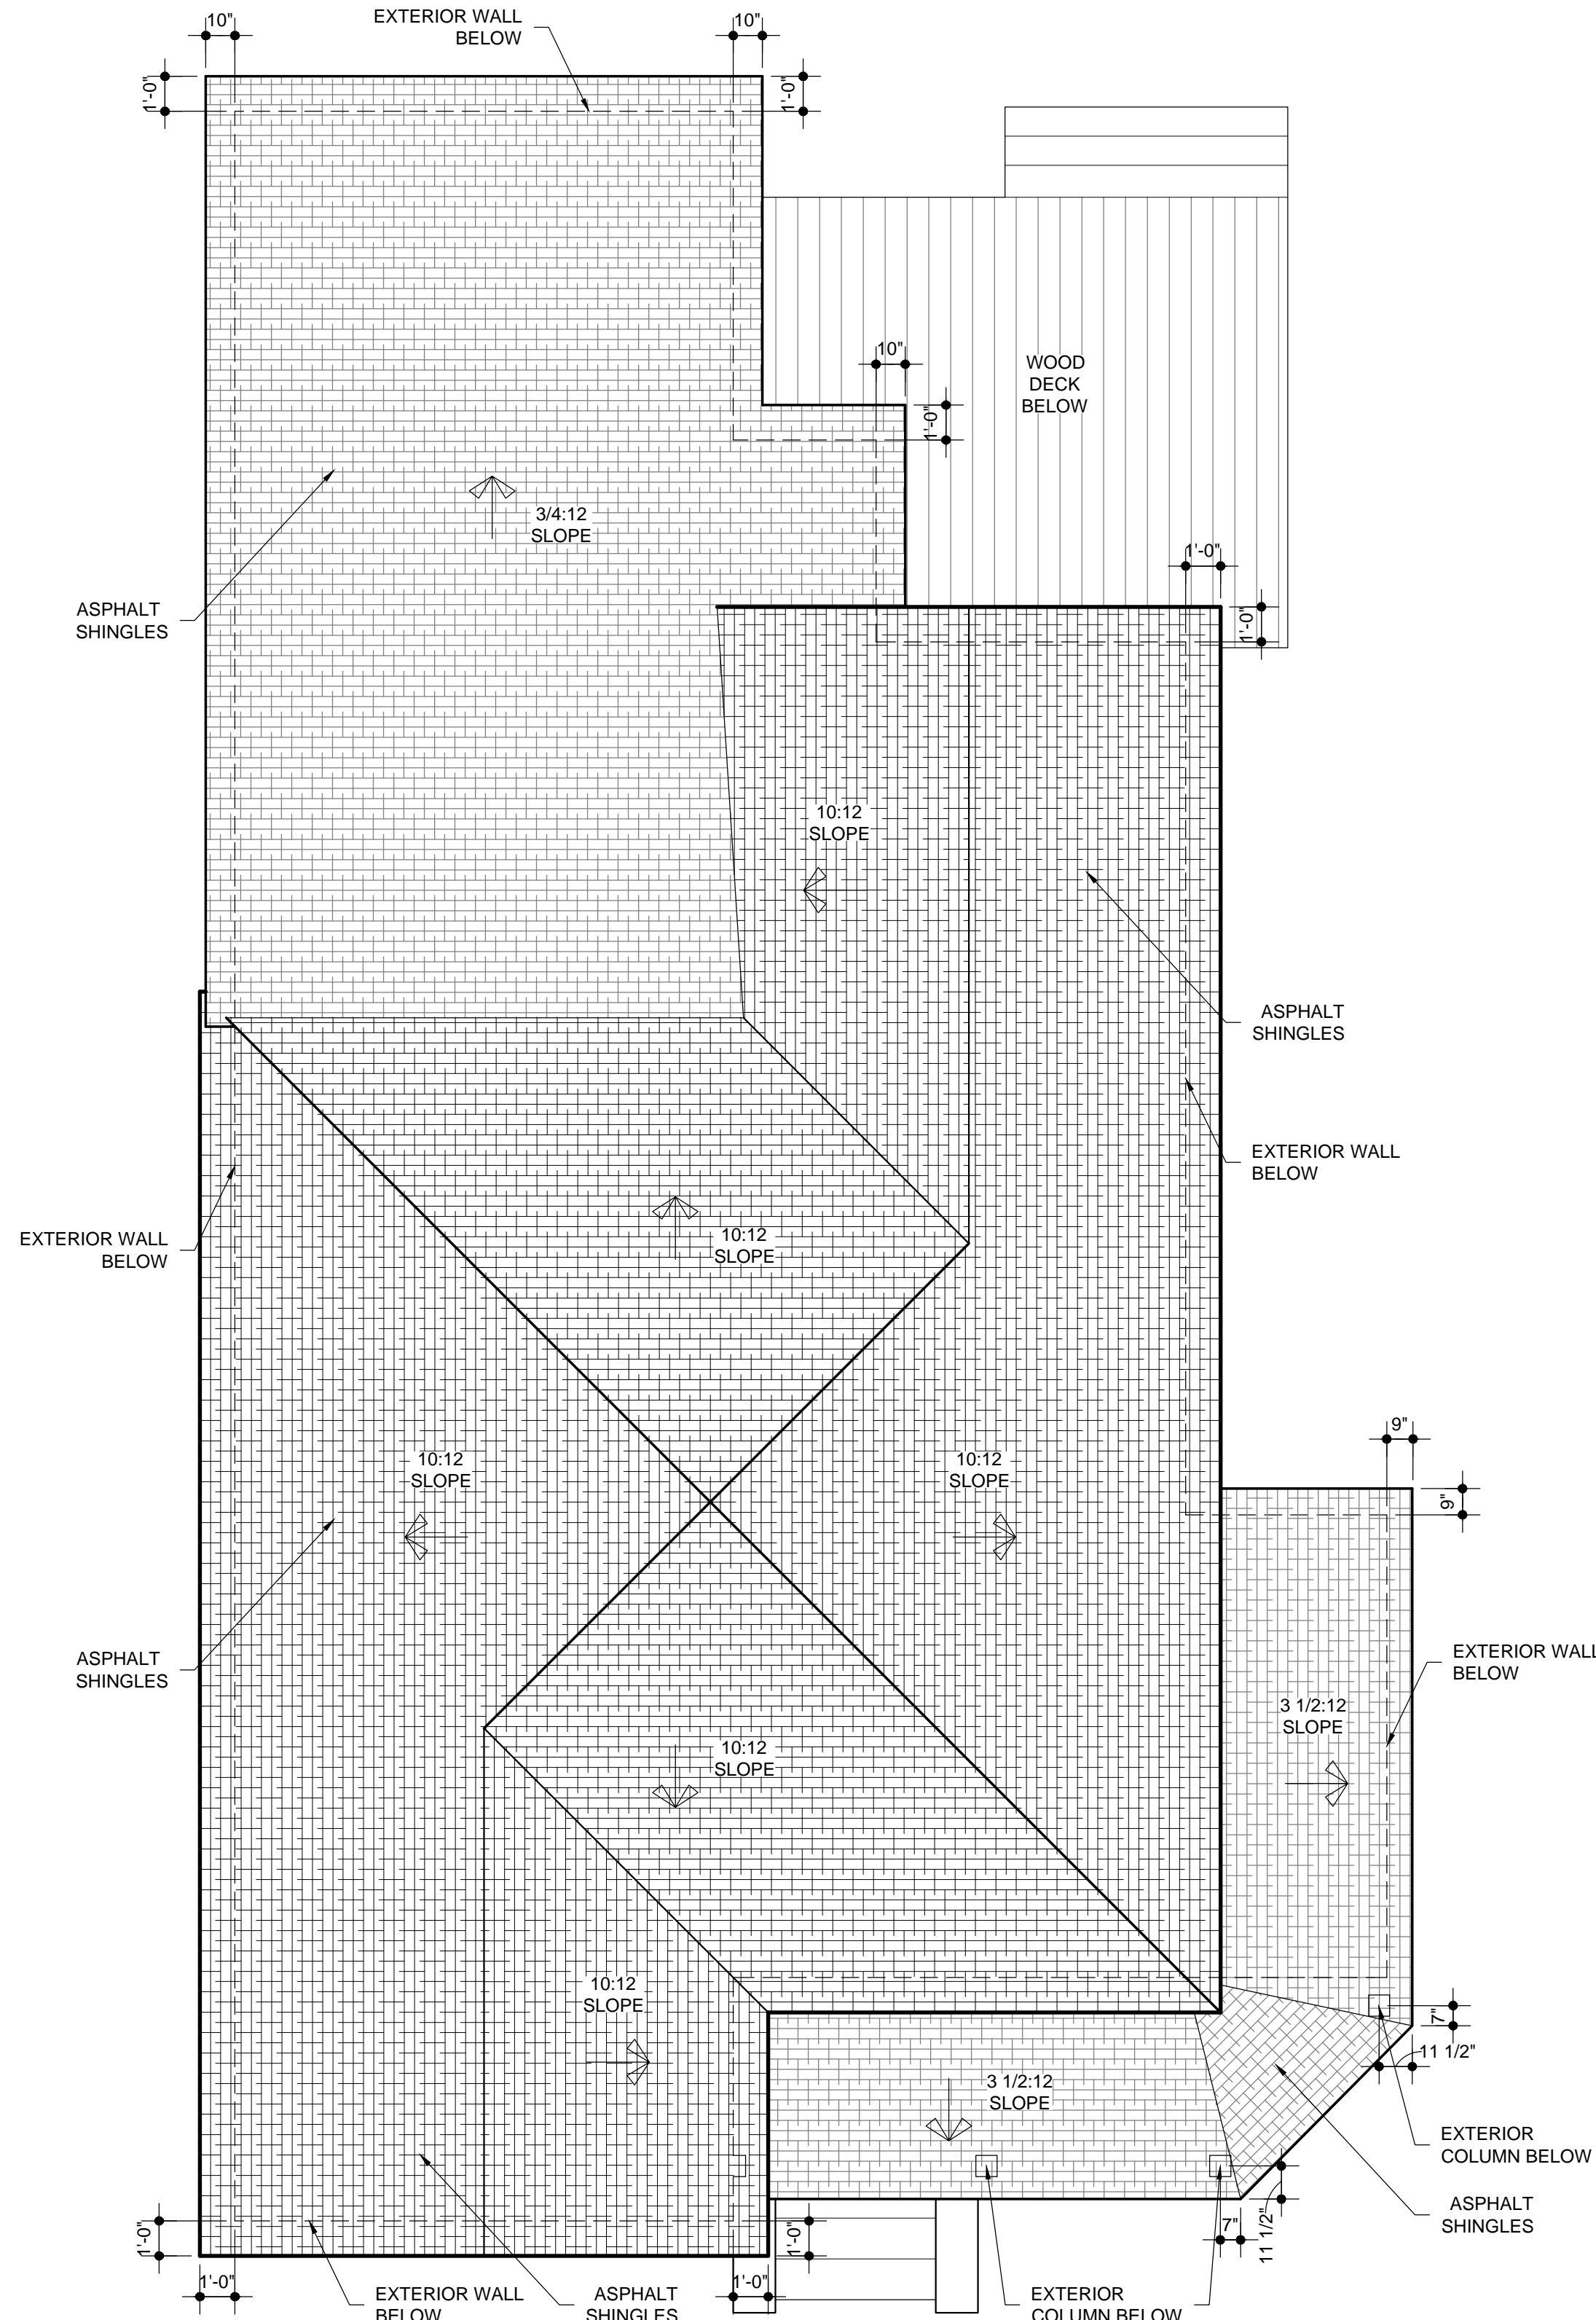 10"
EXTERIOR WALL
BELOW
10"
1'-0"
1'-0"
10"
WOOD
DECK
BELOW
1'-0"
3/4:12
SLOPE
1'-0"
ASPHALT
SHINGLES
1'-0"
10:12
SLOPE
ASPHALT
SHINGLES
EXTERIOR WALL
BELOW
EXTERIOR WALL
BELOW
10:12
SLOPE
9"
10:12
SLOPE
10:12
SLOPE
9"
ASPHALT
SHINGLES
EXTERIOR WALL
BELOW
3 1/2:12
SLOPE
10:12
SLOPE
10:12
SLOPE
7"
11 1/2"
3 1/2:12
SLOPE
EXTERIOR
COLUMN BELOW
ASPHALT
SHINGLES
7"
11 1/2"
1'-0"
1'-0"
1'-0"
EXTERIOR WALL
BELOW
ASPHALT
SHINGLES
1'-0"
EXTERIOR
COLUMN BELOW